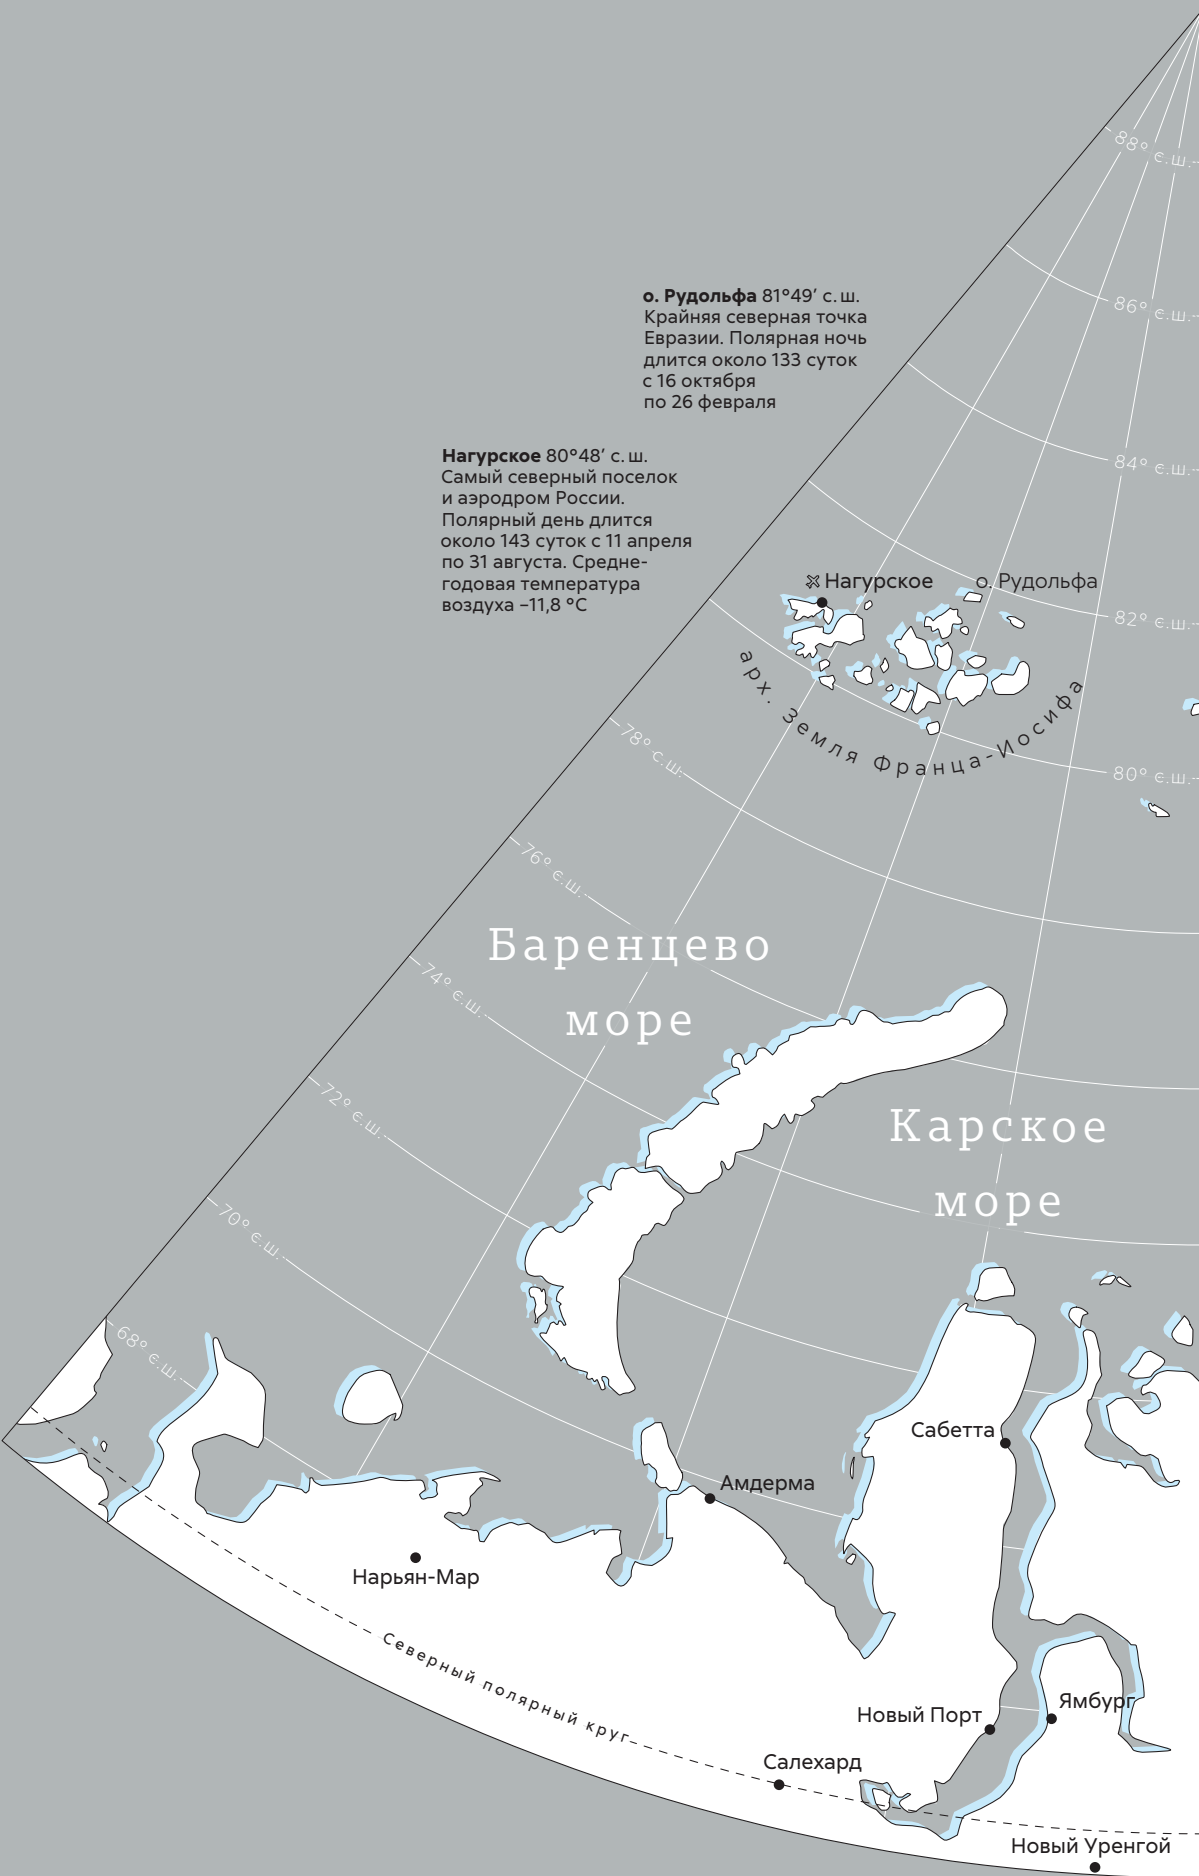 88° с.ш.
86° с.ш.
о. Рудольфа 81°49′ с. ш.
Крайняя северная точка
Евразии. Полярная ночь
длится около 133 суток
с 16 октября
по 26 февраля
84° с.ш.
Нагурское 80°48′ с. ш.
Самый северный поселок
и аэродром России.
Полярный день длится
около 143 суток с 11 апреля
по 31 августа. Средне-
годовая температура
воздуха –11,8 °C
Нагурское
о. Рудольфа
82° с.ш.
арх. Земля Франца-Иосифа
78° с.ш.
80° с.ш.
76° с.ш.
Баренцево
море
74° с.ш.
72° с.ш.
Карское
море
70° с.ш.
68° с.ш.
Сабетта
Амдерма
Нарьян-Мар
Северный полярный круг
Новый Порт
Ямбург
Салехард
Новый Уренгой